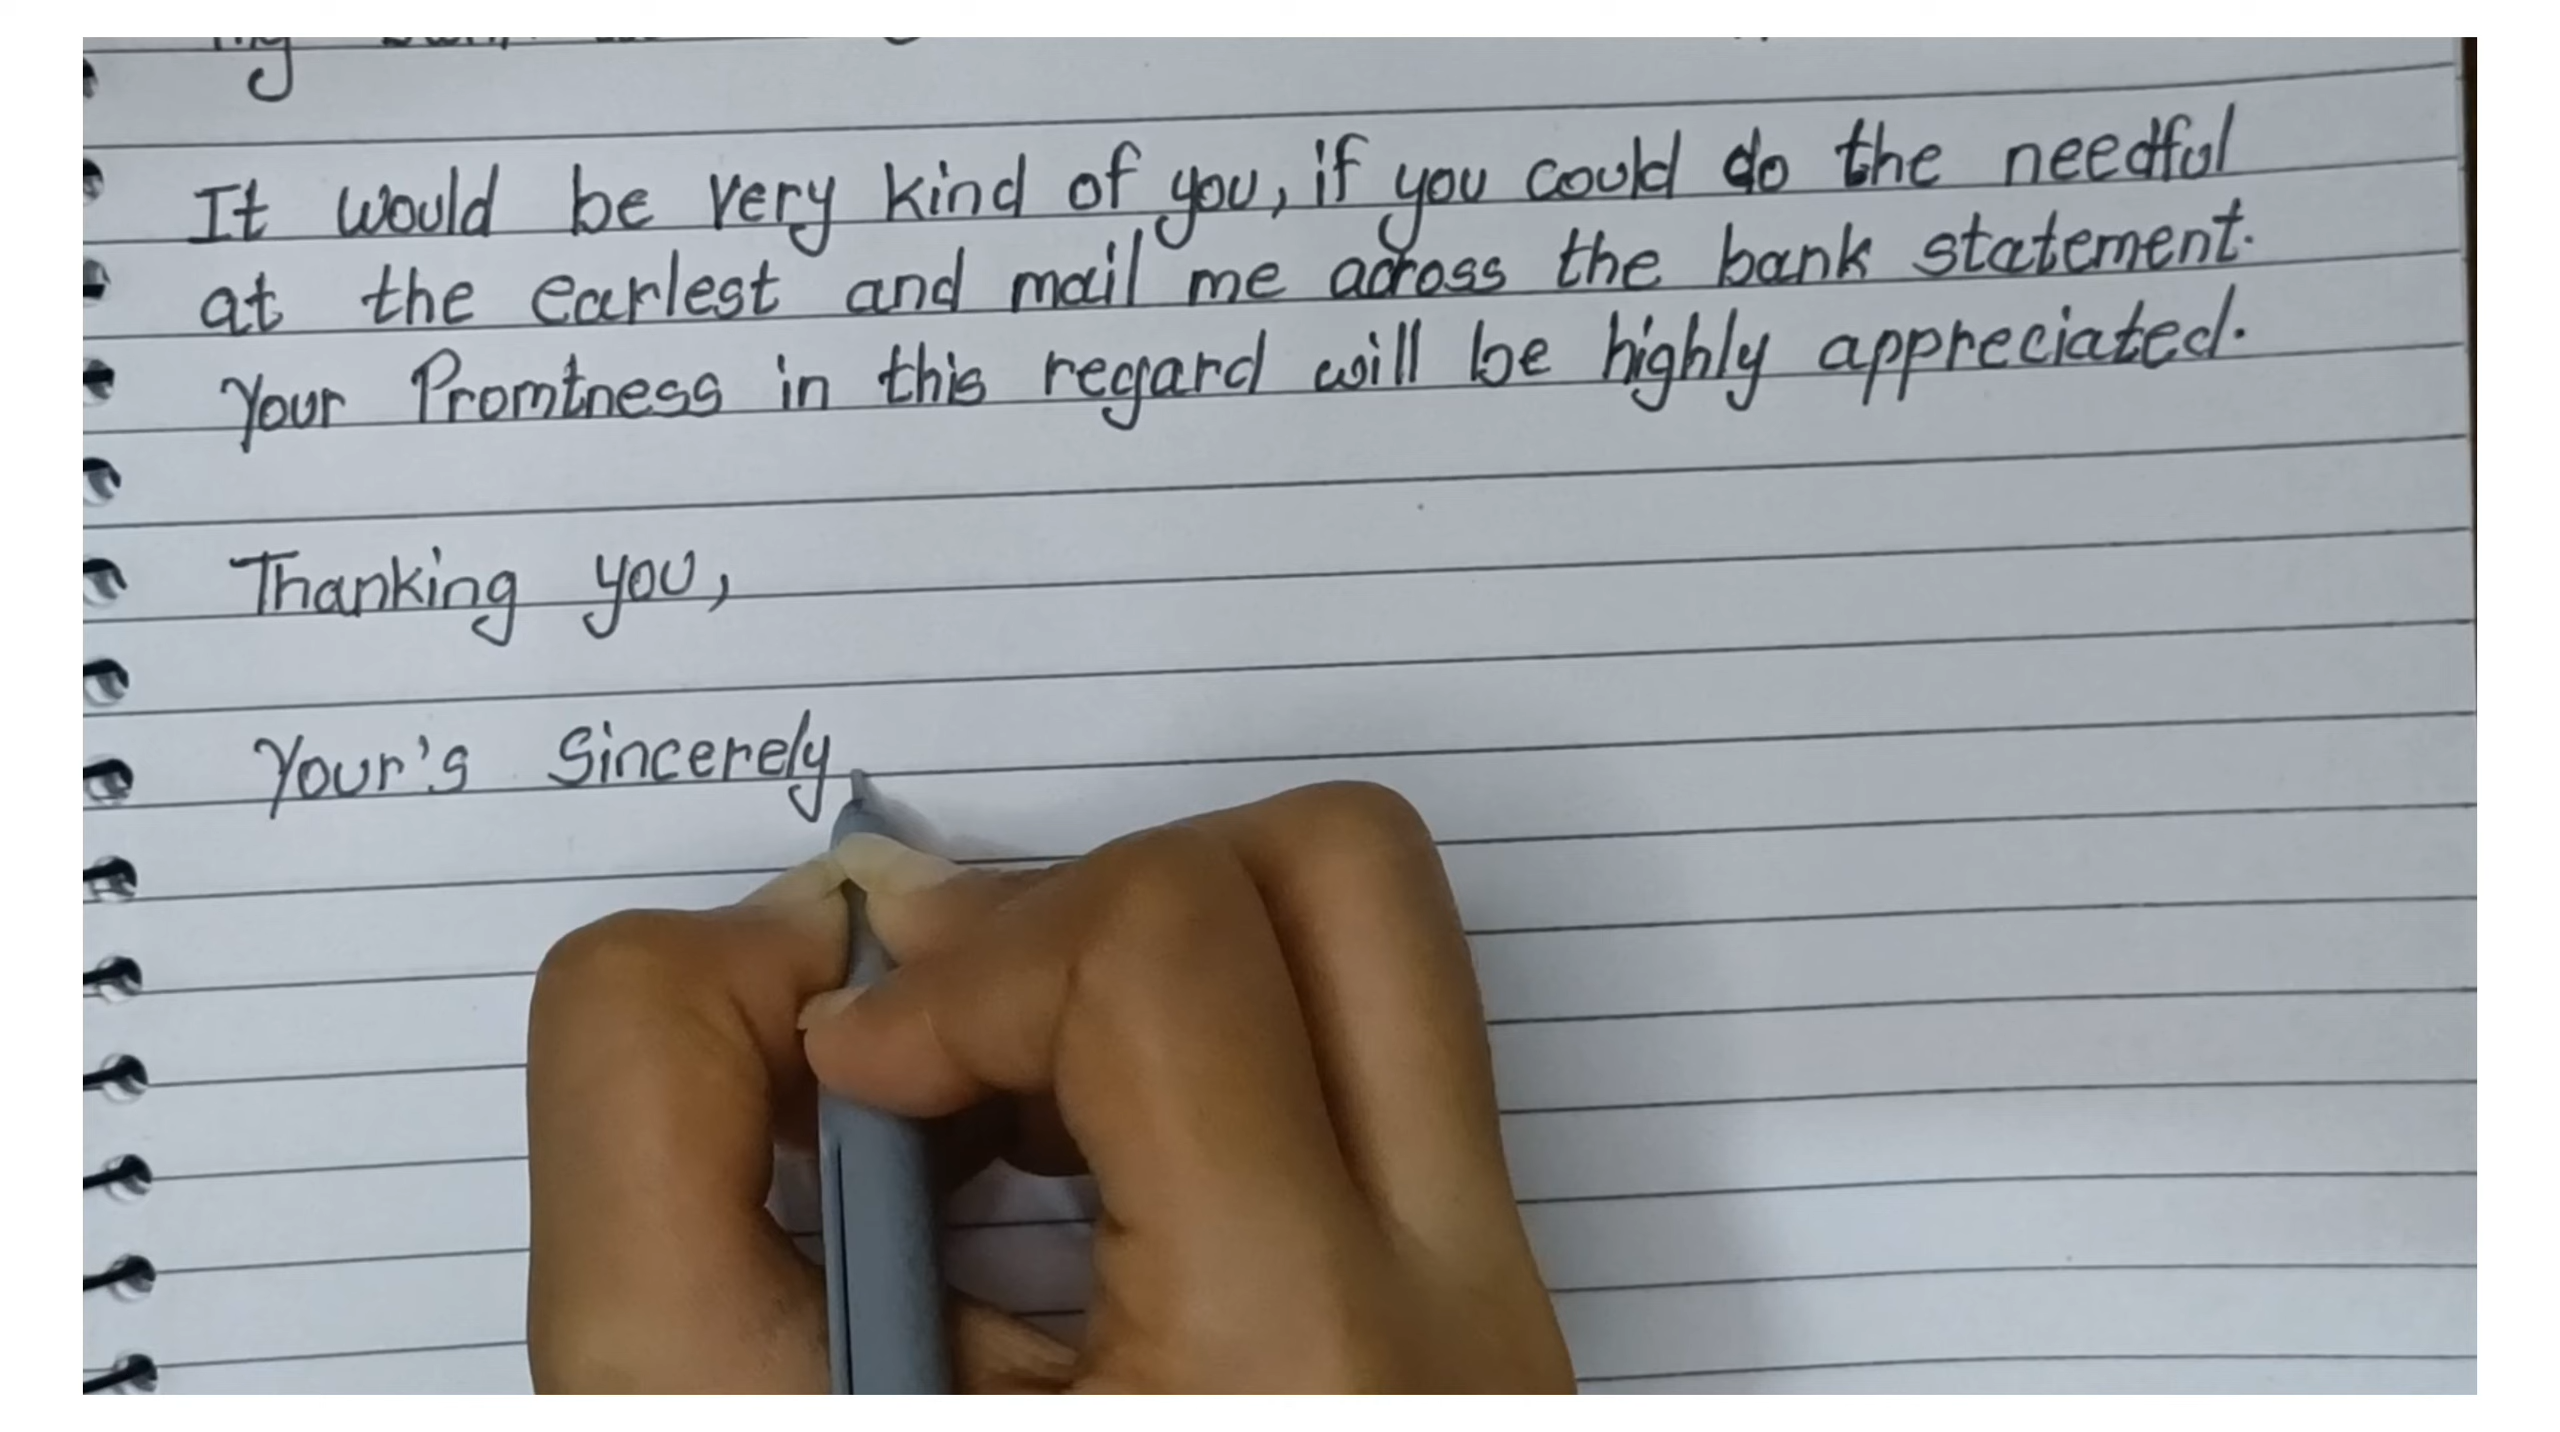 It would be very kind of you, if you could do the needful
at the earlest and mail me across the bank statement.
Your Promtness in this regard will be highly appreciated.
Thanking you,
Your's Sincerely